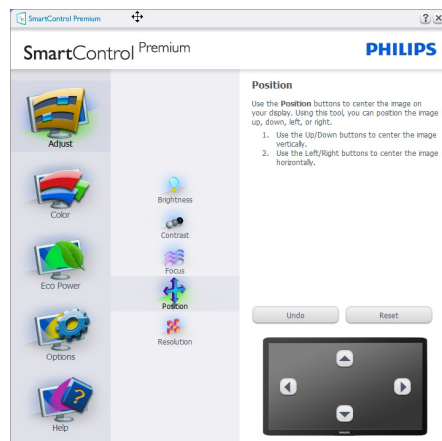 SmartControl Premium
SmartControl Premium
PHILIPS
Adjust
Color
Eco Power
Options
Help
Brightness
Contrast
Focus
Position
Resolution
Position
Use the Position buttons to center the image on
your display. Using this tool, you can position the image
up, down, left, or right.
1. Use the Up/Down buttons to center the image
vertically.
2. Use the Left/Right buttons to center the image
horizontally.
Undo
Reset
PHILIPS